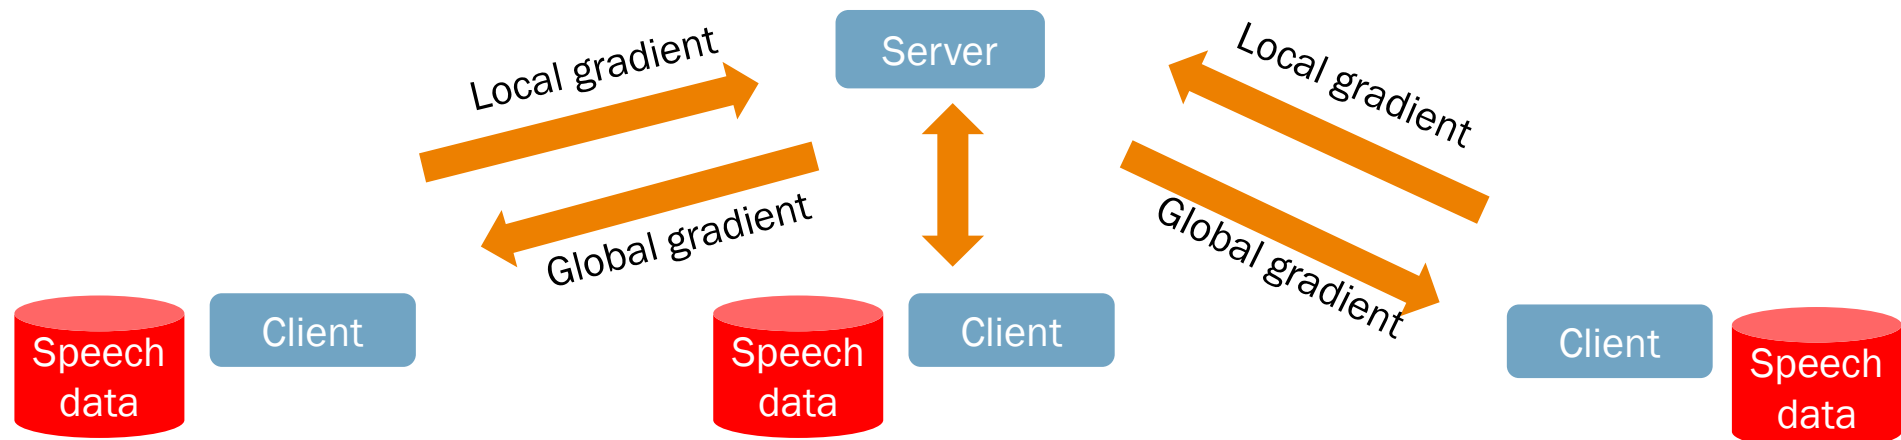 Server
Local gradient
Local gradient
Global gradient
Global gradient
Speech
data
Client
Speech
data
Client
Client
Speech
data